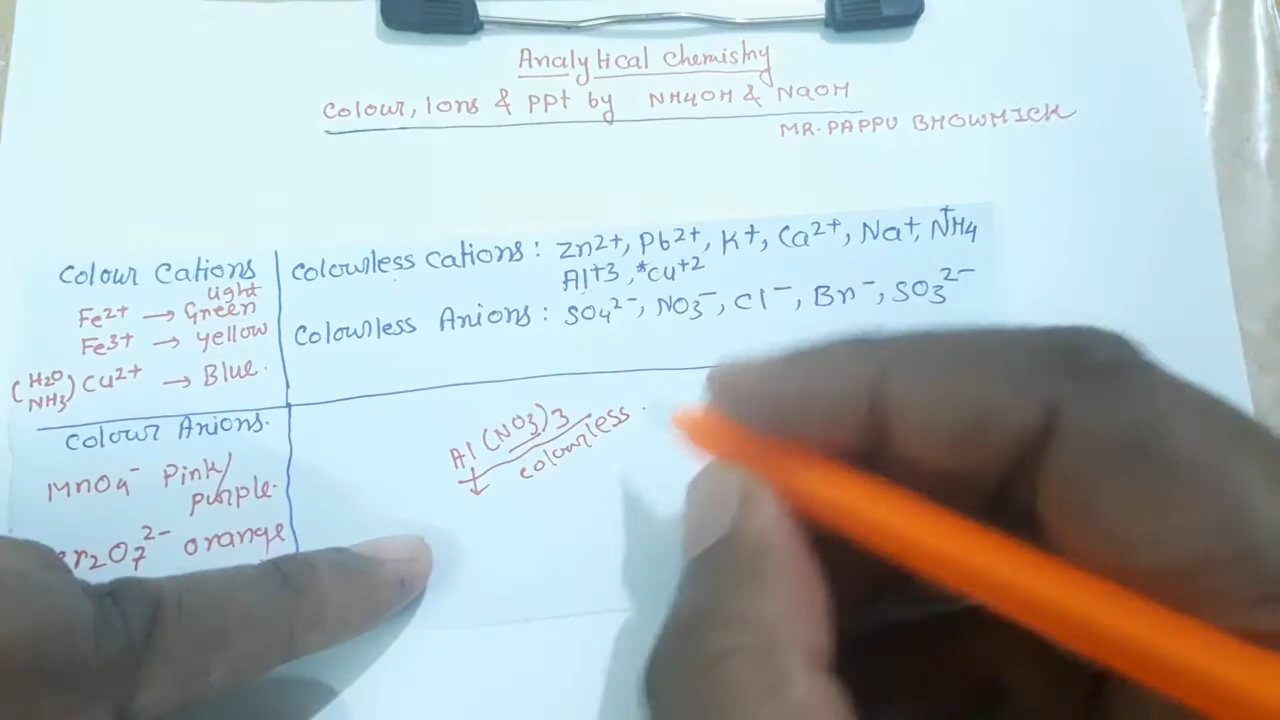 Analytical Chemistry
Colour, Ions & PPt by NH4OH & NaOH
MR. PAPPU BHOWMICK
Colour Cations
Fe2+ → light Green
Fe3+ → yellow
(H2O NH3) Cu2+ → Blue.
Colourless Cations: Zn2+, Pb2+, K+, Ca2+, Na+, N+H4
Al+3, *Cu+2
Colourless Anions: SO4 2-, NO3-, Cl-, Br-, SO3 2-
Colour Anions.
MnO4- Pink/
purple.
Cr2O7 2- orange
Al(NO3)3
colourless